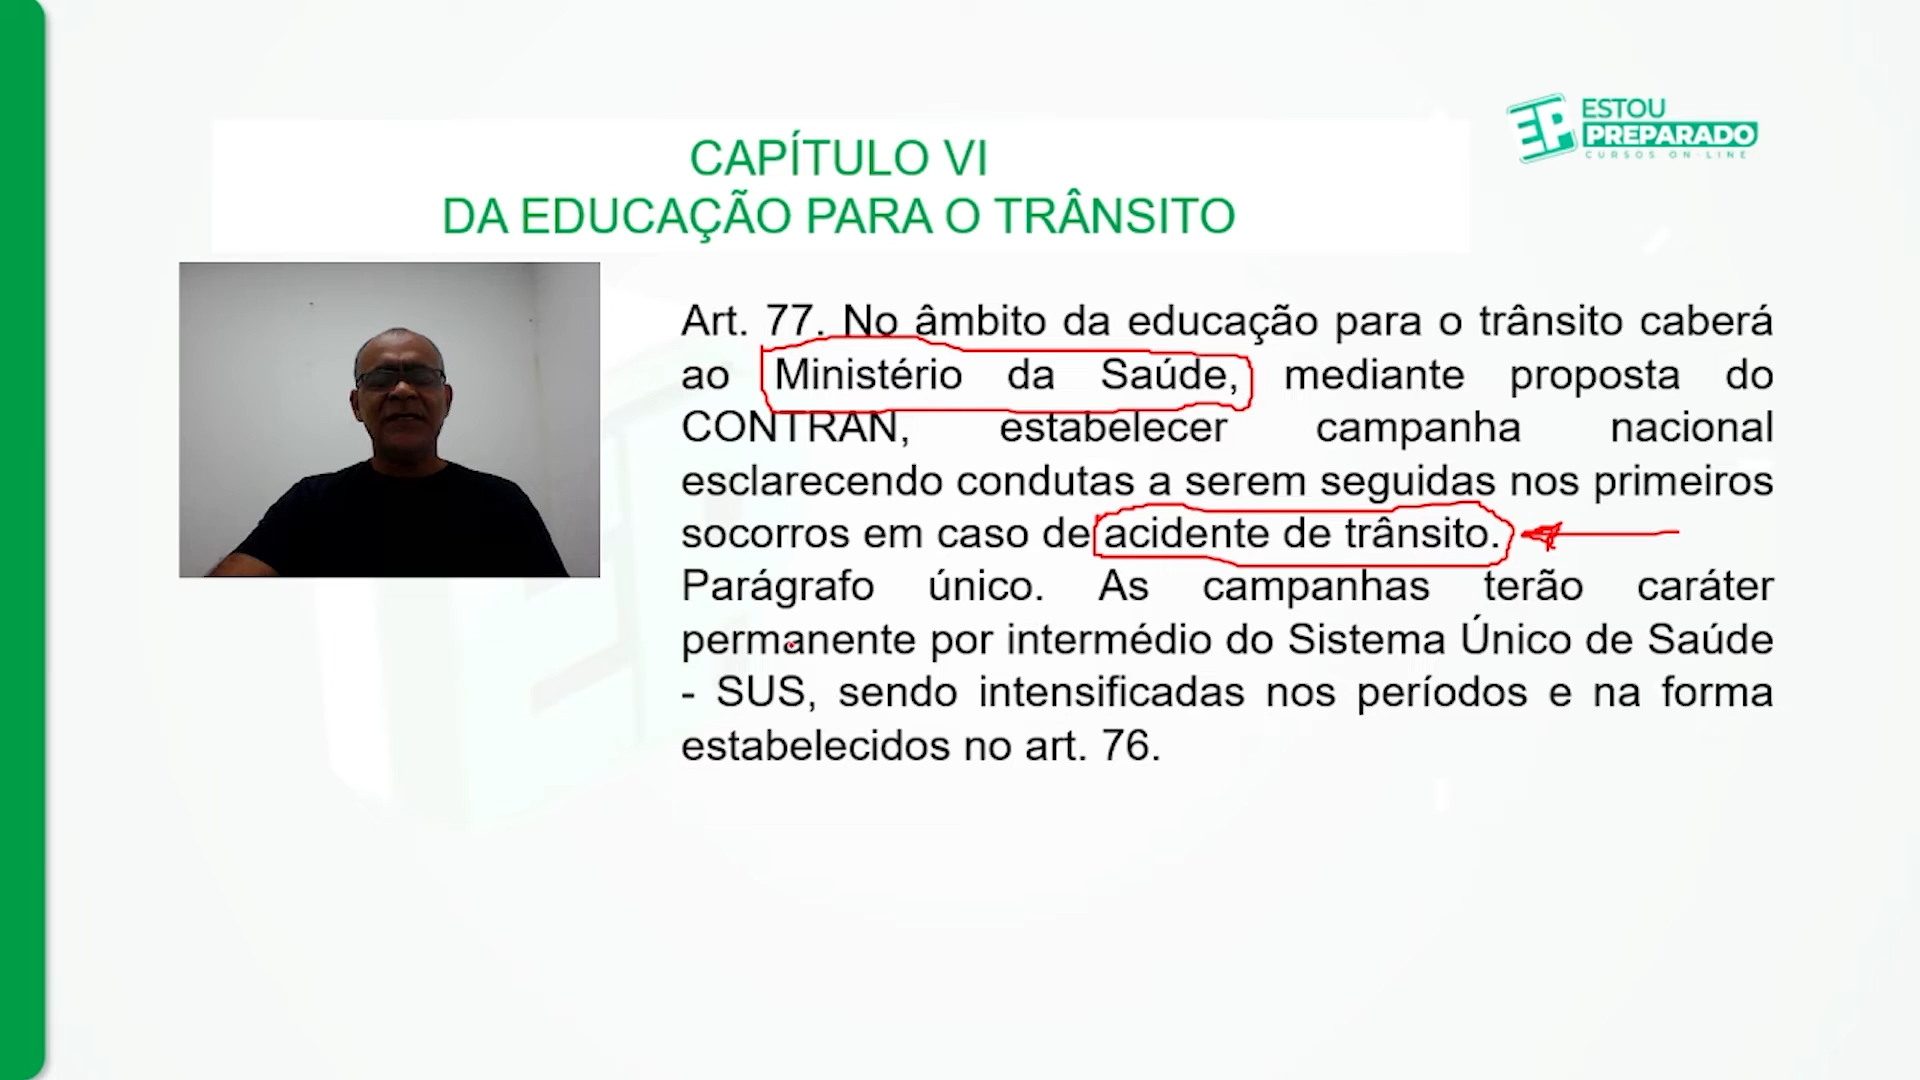 ESTOU
PREPARADO
CURSOS ON-LINE
CAPÍTULO VI
DA EDUCAÇÃO PARA O TRÂNSITO
Art. 77. No âmbito da educação para o trânsito caberá
ao Ministério da Saúde, mediante proposta do
CONTRAN, estabelecer campanha nacional
esclarecendo condutas a serem seguidas nos primeiros
socorros em caso de acidente de trânsito.
Parágrafo único. As campanhas terão caráter
permanente por intermédio do Sistema Único de Saúde
- SUS, sendo intensificadas nos períodos e na forma
estabelecidos no art. 76.